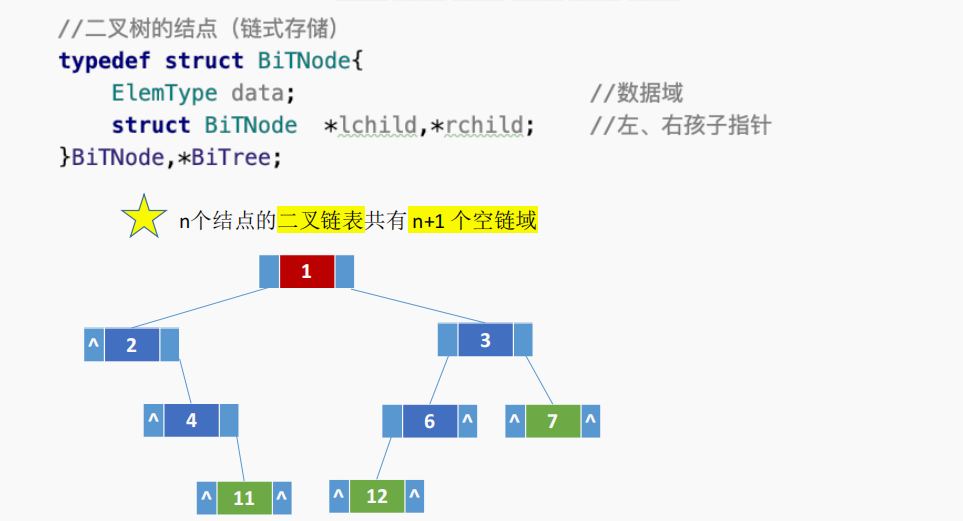 //二叉树的结点（链式存储）
typedef struct BiTNode{
ElemType data; //数据域
struct BiTNode *lchild,*rchild; //左、右孩子指针
}BiTNode,*BiTree;
n个结点的二叉链表共有 n+1 个空链域
1
^ 2 3
^ 4 6 ^ ^ 7 ^
^ 11 ^ ^ 12 ^